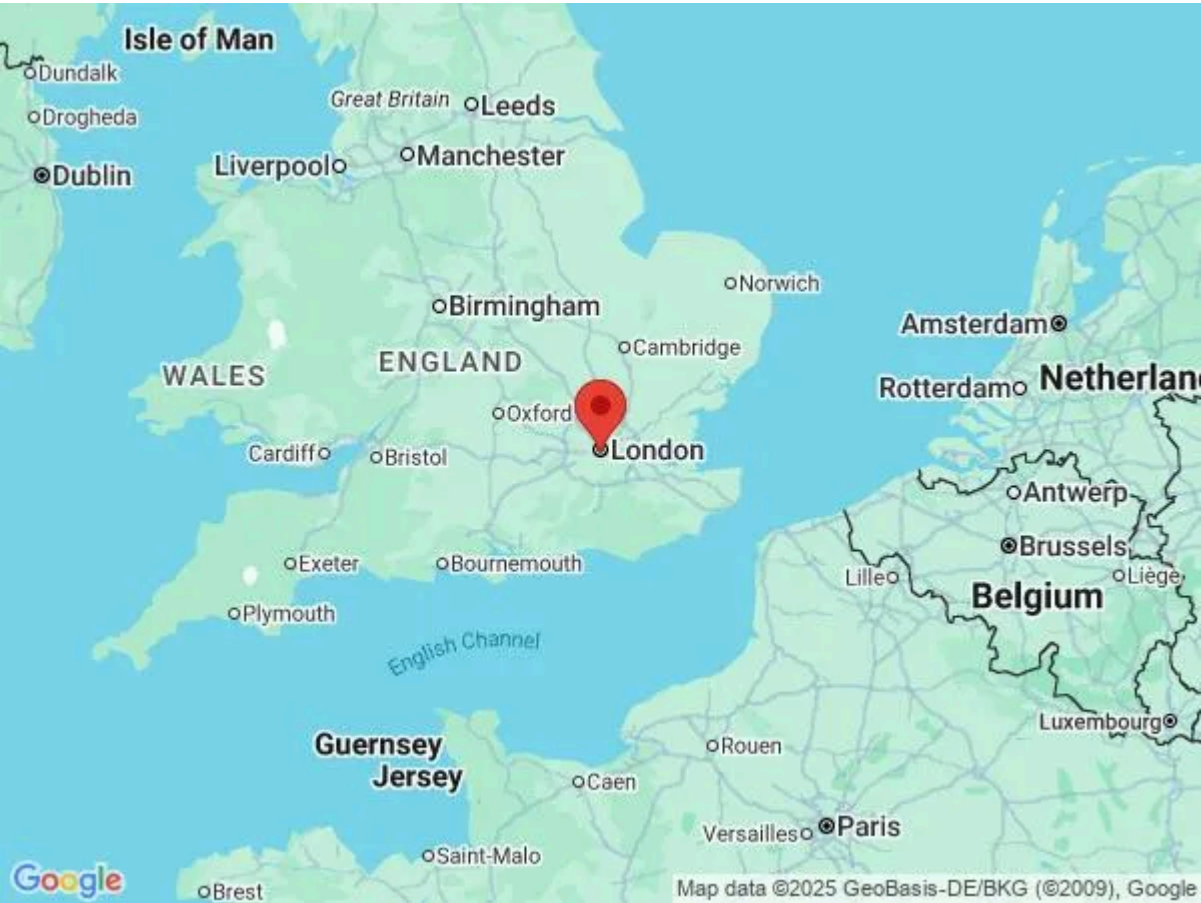 Isle of Man
Dundalk
Great Britain
Leeds
Drogheda
Liverpool
Manchester
Dublin
Norwich
Birmingham
Amsterdam
Cambridge
WALES
ENGLAND
Rotterdam
Netherlan
Oxford
Cardiff
Bristol
London
Antwerp
Brussels
Exeter
Bournemouth
Lille
Liège
Belgium
Plymouth
English Channel
Luxembourg
Guernsey
Jersey
Rouen
Caen
Versailles
Paris
Saint-Malo
Google
Brest
Map data ©2025 GeoBasis-DE/BKG (©2009), Google